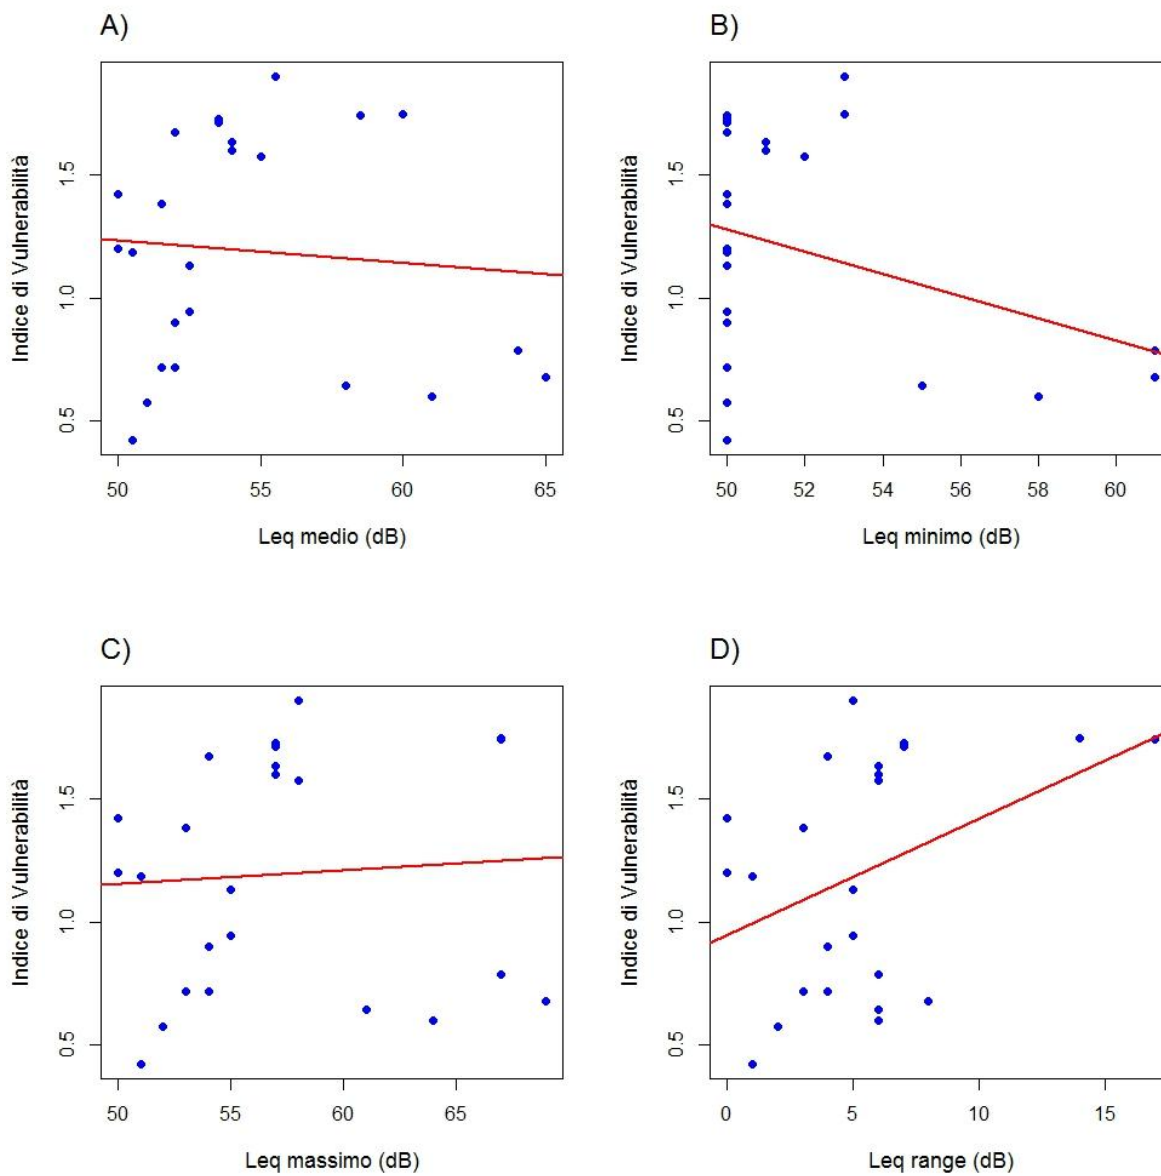 A)
Indice di Vulnerabilità
1.5
1.0
0.5
50 55 60 65
Leq medio (dB)
B)
Indice di Vulnerabilità
1.5
1.0
0.5
50 52 54 56 58 60
Leq minimo (dB)
C)
Indice di Vulnerabilità
1.5
1.0
0.5
50 55 60 65
Leq massimo (dB)
D)
Indice di Vulnerabilità
1.5
1.0
0.5
0 5 10 15
Leq range (dB)